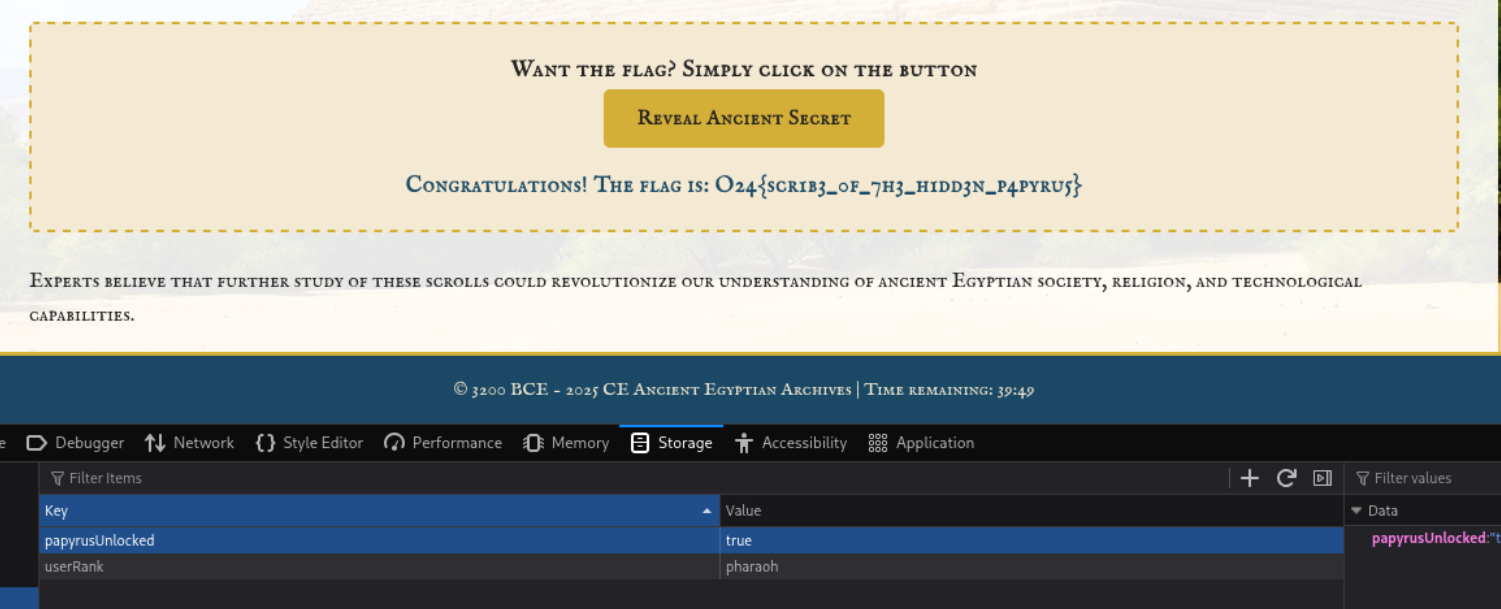 Want the flag? Simply click on the button
Reveal Ancient Secret
Congratulations! The flag is: O24{scr1b3_0f_7h3_h1dd3n_p4pyru5}
Experts believe that further study of these scrolls could revolutionize our understanding of ancient Egyptian society, religion, and technological
capabilities.
© 3200 BCE - 2025 CE Ancient Egyptian Archives | Time remaining: 39:49
e Debugger Network Style Editor Performance Memory Storage Accessibility Application
Filter Items Filter values
Key Value Data
papyrusUnlocked true papyrusUnlocked:"t
userRank pharaoh